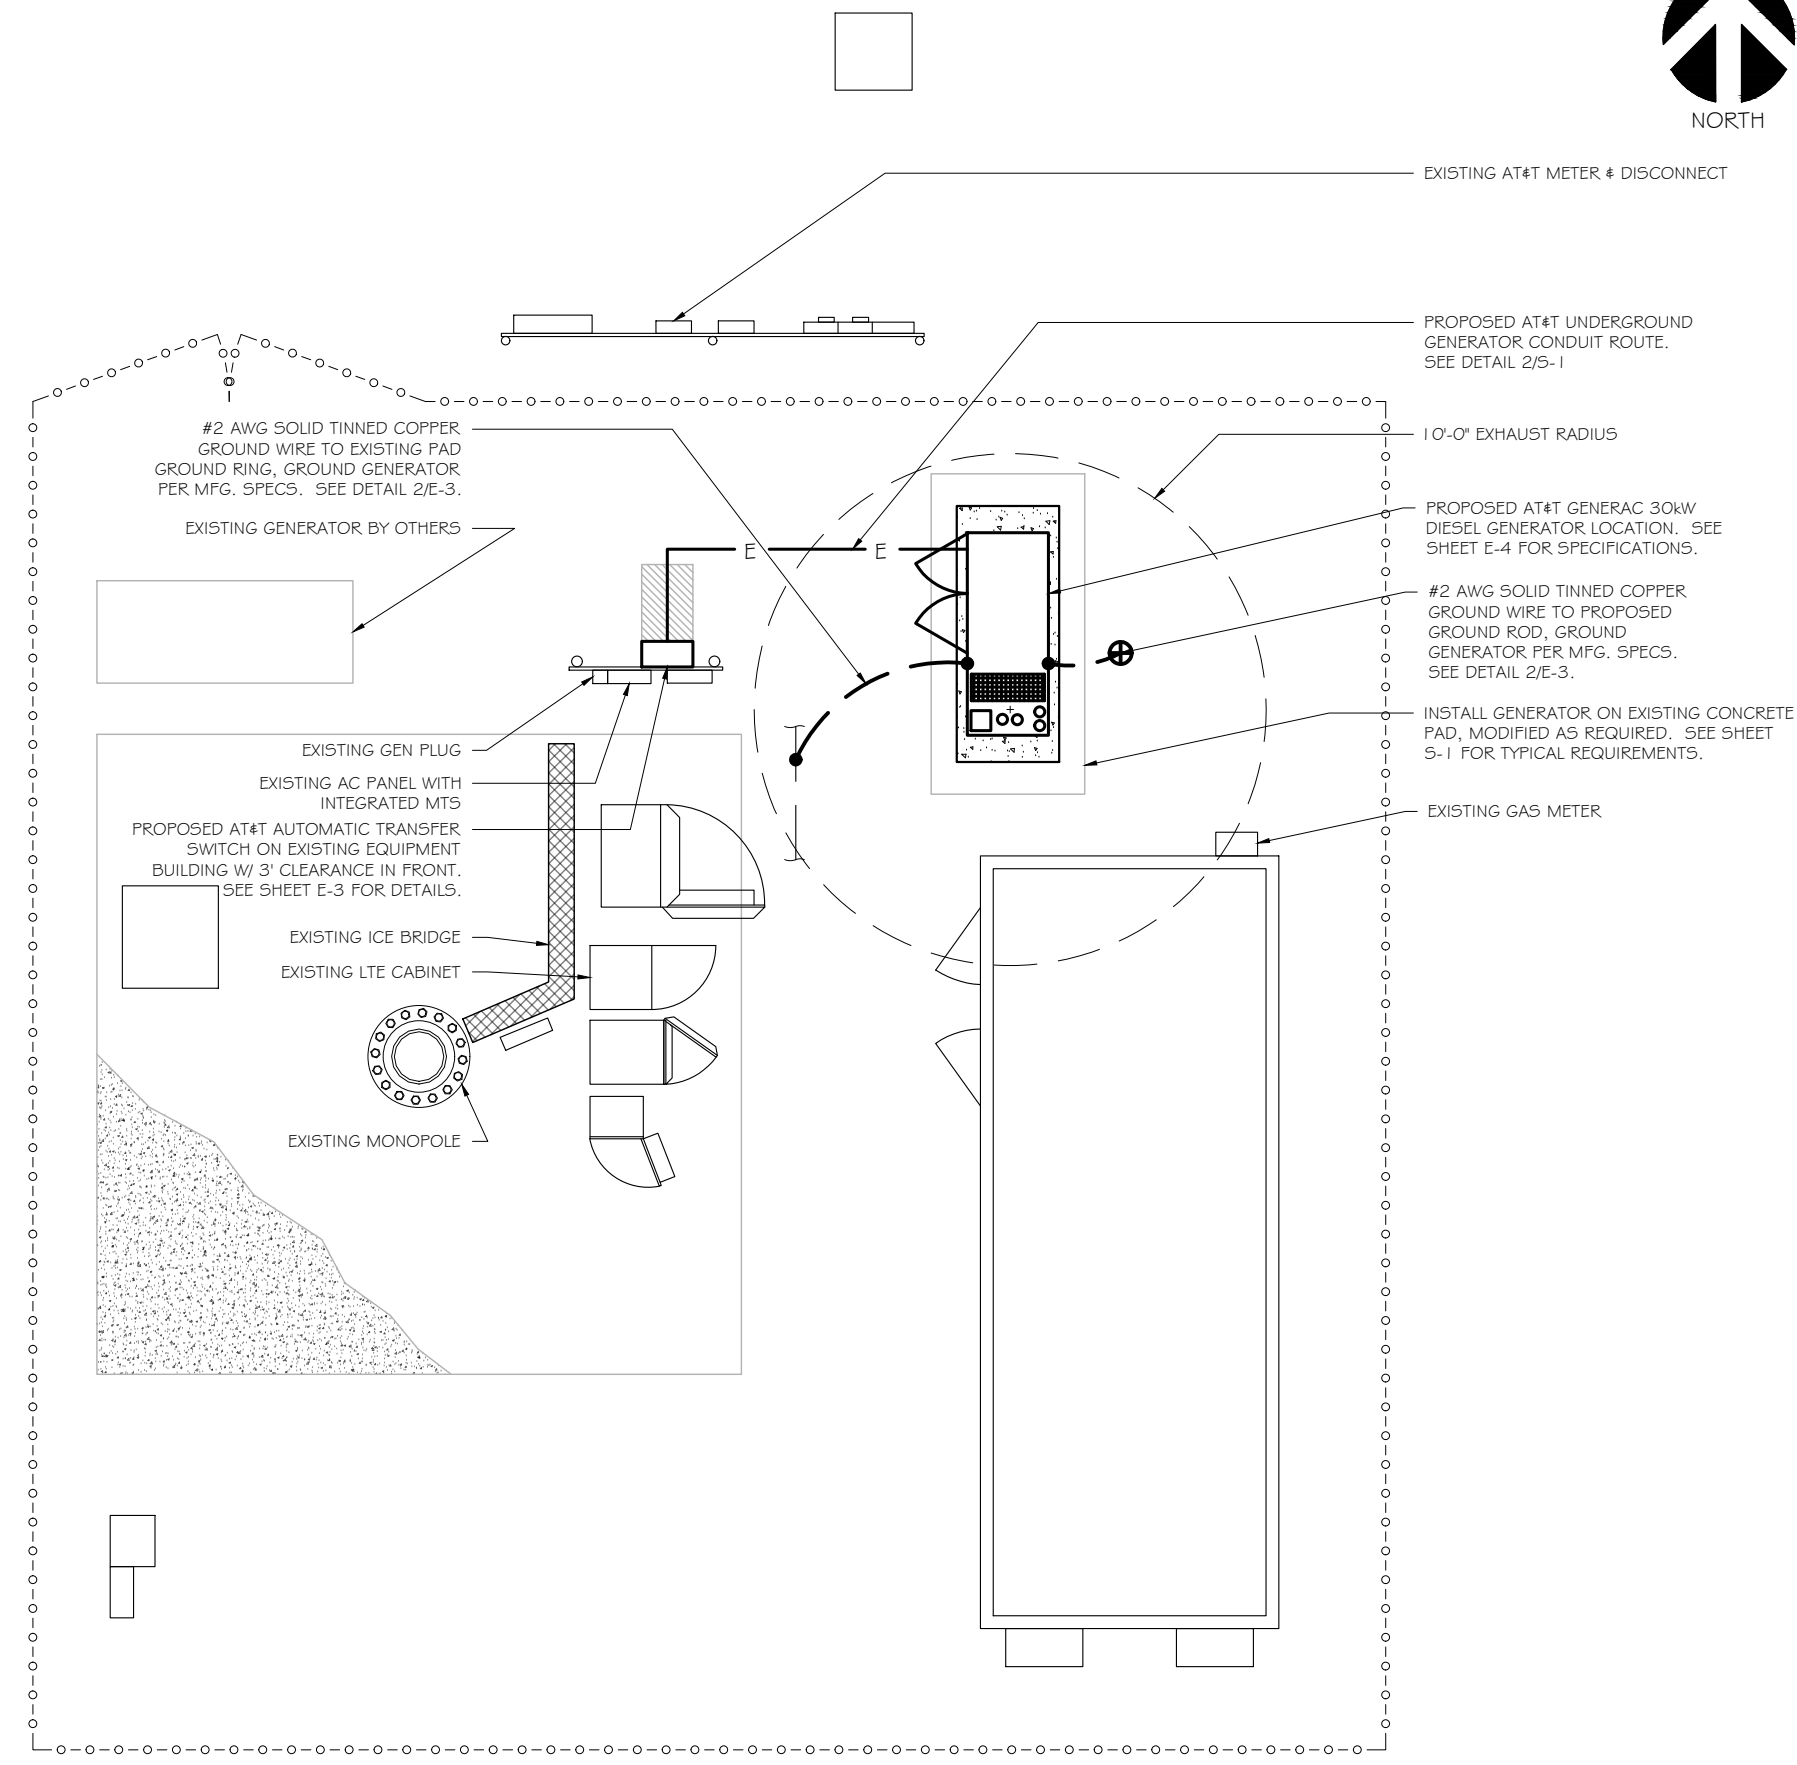 NORTH
EXISTING AT&T METER & DISCONNECT
PROPOSED AT&T UNDERGROUND
GENERATOR CONDUIT ROUTE.
SEE DETAIL 2/S-1
#2 AWG SOLID TINNED COPPER
GROUND WIRE TO EXISTING PAD
GROUND RING, GROUND GENERATOR
PER MFG. SPECS. SEE DETAIL 2/E-3.
10'-0" EXHAUST RADIUS
EXISTING GENERATOR BY OTHERS
PROPOSED AT&T GENERAC 30kW
DIESEL GENERATOR LOCATION. SEE
SHEET E-4 FOR SPECIFICATIONS.
E
E
#2 AWG SOLID TINNED COPPER
GROUND WIRE TO PROPOSED
GROUND ROD, GROUND
GENERATOR PER MFG. SPECS.
SEE DETAIL 2/E-3.
INSTALL GENERATOR ON EXISTING CONCRETE
PAD, MODIFIED AS REQUIRED. SEE SHEET
S-1 FOR TYPICAL REQUIREMENTS.
EXISTING GEN PLUG
EXISTING AC PANEL WITH
INTEGRATED MTS
PROPOSED AT&T AUTOMATIC TRANSFER
SWITCH ON EXISTING EQUIPMENT
BUILDING W/ 3' CLEARANCE IN FRONT.
SEE SHEET E-3 FOR DETAILS.
EXISTING GAS METER
EXISTING ICE BRIDGE
EXISTING LTE CABINET
EXISTING MONOPOLE